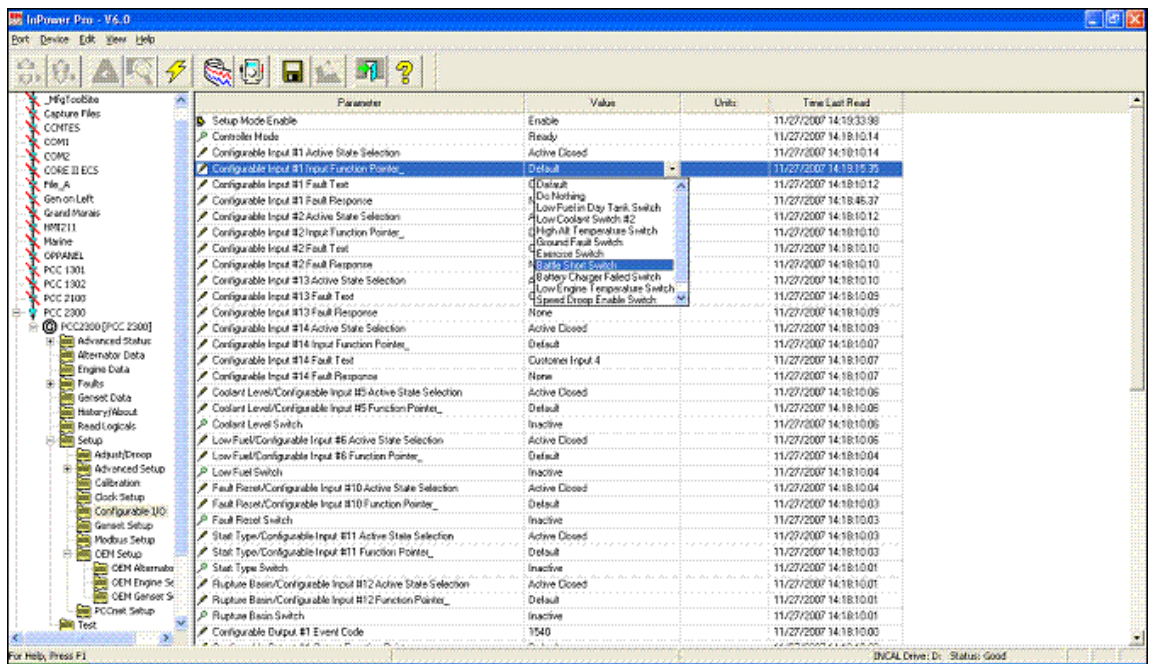 InPower Pro - V6.0
Port Device Edit View Help
_MfgToolSite
Capture Files
CCMTES
COM1
COM2
CORE II ECS
File_A
Gen on Left
Grand Marais
HMI211
Marine
OPPANEL
PCC 1301
PCC 1302
PCC 2100
PCC 2300
PCC2300 [PCC 2300]
Advanced Status
Alternator Data
Engine Data
Faults
Genset Data
History/About
Read Logicals
Setup
Adjust/Droop
Advanced Setup
Calibration
Clock Setup
Configurable I/O
Genset Setup
Modbus Setup
OEM Setup
OEM Alternato
OEM Engine Se
OEM Genset S
PCCnet Setup
Test
Parameter Value Units Time Last Read
Setup Mode Enable Enable 11/27/2007 14:19:33.98
Controller Mode Ready 11/27/2007 14:18:10.14
Configurable Input #1 Active State Selection Active Closed 11/27/2007 14:18:10.14
Configurable Input #1 Input Function Pointer_ Default 11/27/2007 14:19:15.35
Configurable Input #1 Fault Text 11/27/2007 14:18:10.12
Configurable Input #1 Fault Response 11/27/2007 14:18:46.37
Configurable Input #2 Active State Selection 11/27/2007 14:18:10.12
Configurable Input #2 Input Function Pointer_ 11/27/2007 14:18:10.10
Configurable Input #2 Fault Text 11/27/2007 14:18:10.10
Configurable Input #2 Fault Response 11/27/2007 14:18:10.10
Configurable Input #13 Active State Selection 11/27/2007 14:18:10.10
Configurable Input #13 Fault Text 11/27/2007 14:18:10.09
Default
Do Nothing
Low Fuel in Day Tank Switch
Low Coolant Switch #2
High Alt Temperature Switch
Ground Fault Switch
Exercise Switch
Battle Short Switch
Battery Charger Failed Switch
Low Engine Temperature Switch
Speed Droop Enable Switch
Configurable Input #13 Fault Response None 11/27/2007 14:18:10.09
Configurable Input #14 Active State Selection Active Closed 11/27/2007 14:18:10.09
Configurable Input #14 Input Function Pointer_ Default 11/27/2007 14:18:10.07
Configurable Input #14 Fault Text Customer Input 4 11/27/2007 14:18:10.07
Configurable Input #14 Fault Response None 11/27/2007 14:18:10.07
Coolant Level/Configurable Input #5 Active State Selection Active Closed 11/27/2007 14:18:10.06
Coolant Level/Configurable Input #5 Function Pointer_ Default 11/27/2007 14:18:10.06
Coolant Level Switch Inactive 11/27/2007 14:18:10.06
Low Fuel/Configurable Input #6 Active State Selection Active Closed 11/27/2007 14:18:10.06
Low Fuel/Configurable Input #6 Function Pointer_ Default 11/27/2007 14:18:10.04
Low Fuel Switch Inactive 11/27/2007 14:18:10.04
Fault Reset/Configurable Input #10 Active State Selection Active Closed 11/27/2007 14:18:10.04
Fault Reset/Configurable Input #10 Function Pointer_ Default 11/27/2007 14:18:10.03
Fault Reset Switch Inactive 11/27/2007 14:18:10.03
Start Type/Configurable Input #11 Active State Selection Active Closed 11/27/2007 14:18:10.03
Start Type/Configurable Input #11 Function Pointer_ Default 11/27/2007 14:18:10.03
Start Type Switch Inactive 11/27/2007 14:18:10.01
Rupture Basin/Configurable Input #12 Active State Selection Active Closed 11/27/2007 14:18:10.01
Rupture Basin/Configurable Input #12 Function Pointer_ Default 11/27/2007 14:18:10.01
Rupture Basin Switch Inactive 11/27/2007 14:18:10.01
Configurable Output #1 Event Code 1540 11/27/2007 14:18:10.00
For Help, Press F1
INCAL Drive: D: Status: Good